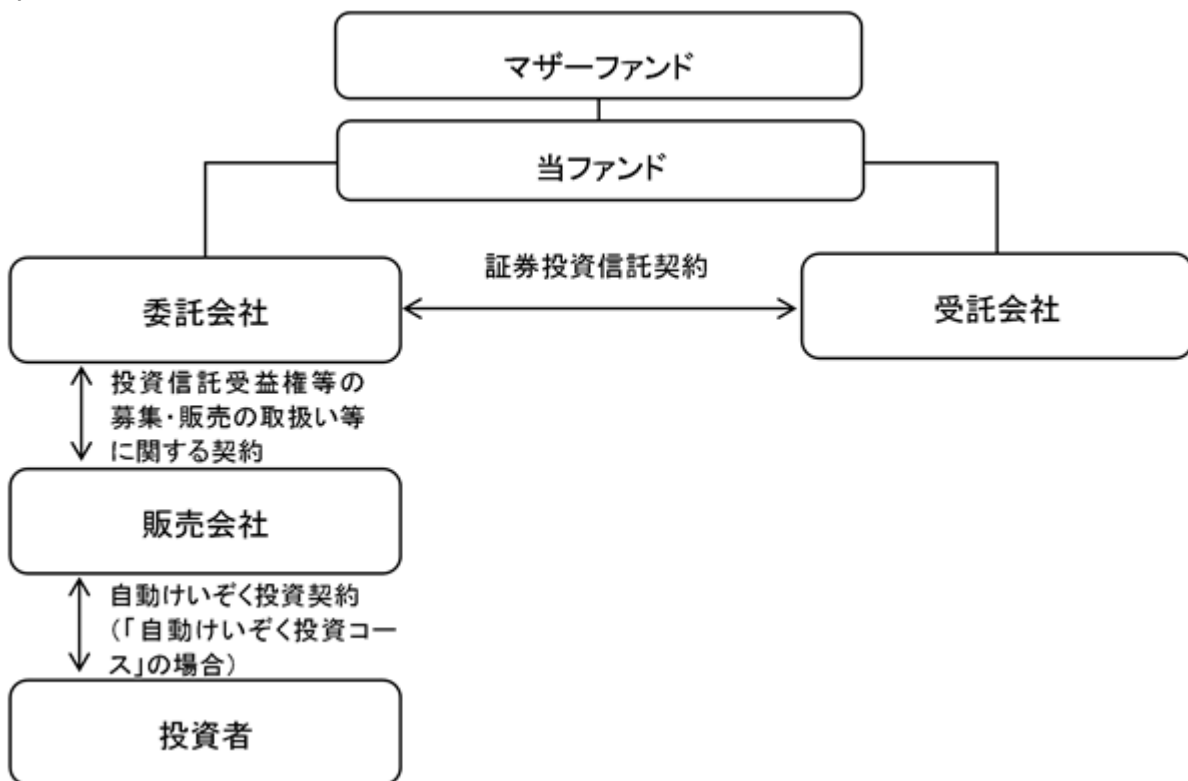 マザーファンド
当ファンド
証券投資信託契約
委託会社
受託会社
投資信託受益権等の
募集・販売の取扱い等
に関する契約
販売会社
自動けいぞく投資契約
(「自動けいぞく投資コー
ス」の場合)
投資者